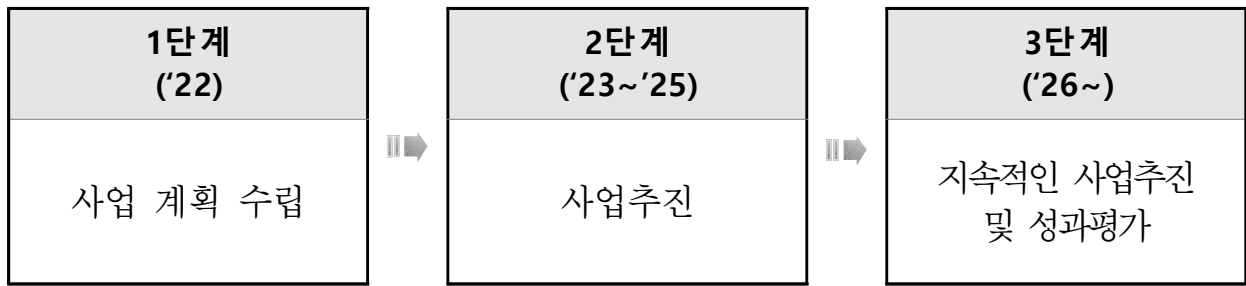 1단계
(‘22)
사업 계획 수립
2단계
(‘23~’25)
사업추진
3단계
(‘26~)
지속적인 사업추진
및 성과평가